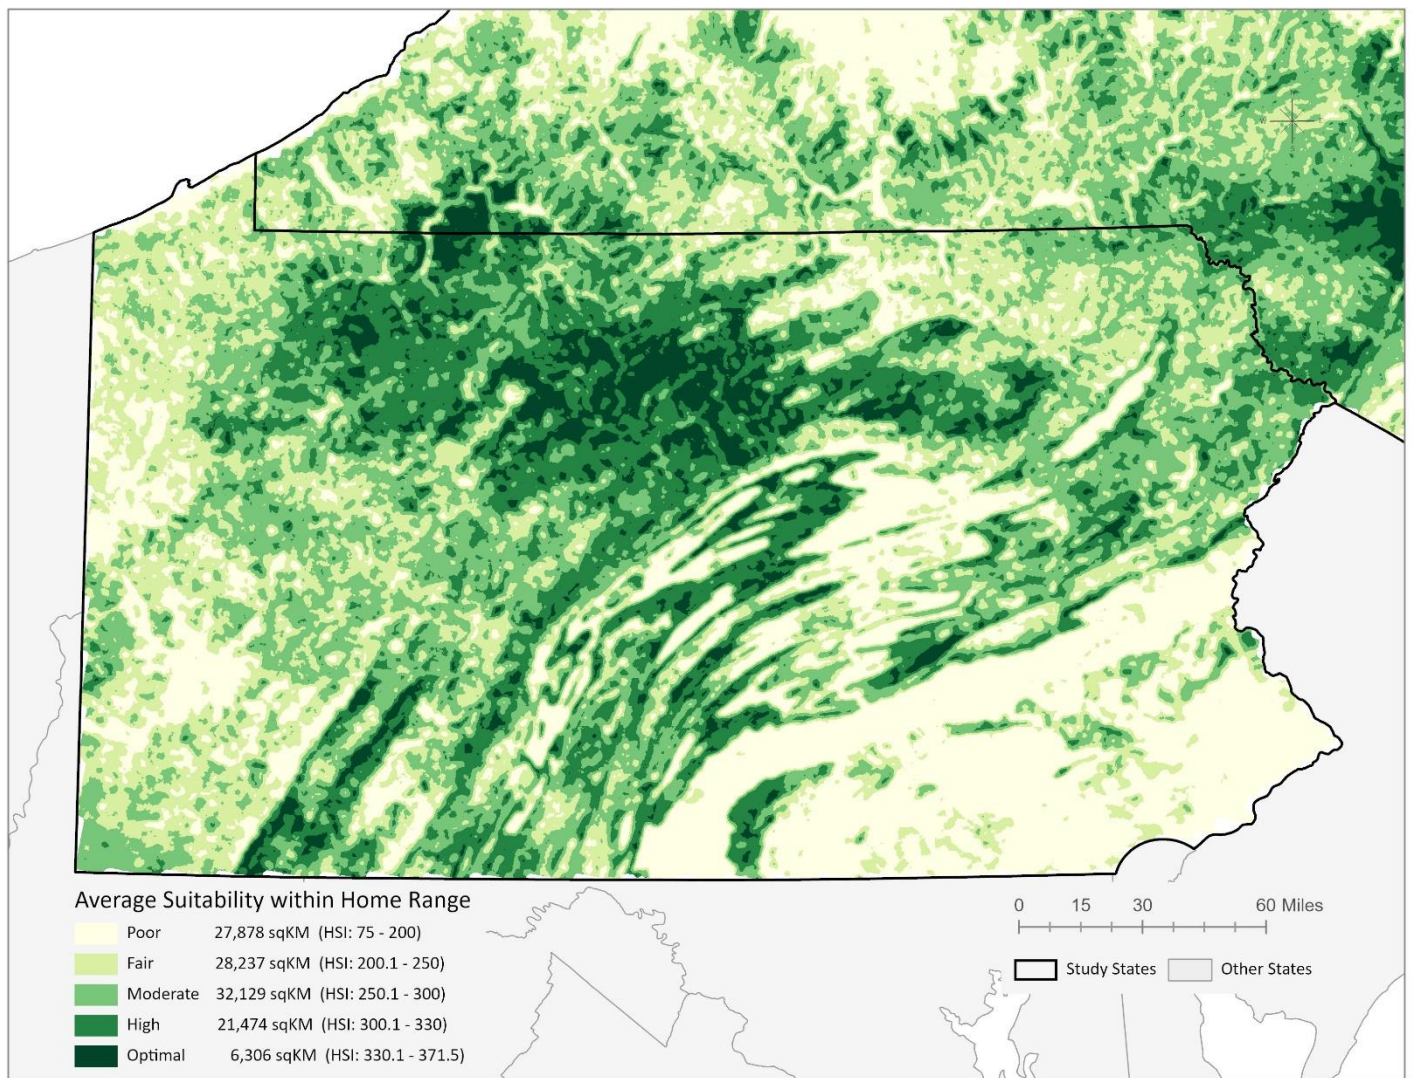 Average Suitability within Home Range
Poor 27,878 sqKM (HSI: 75 - 200)
Fair 28,237 sqKM (HSI: 200.1 - 250)
Moderate 32,129 sqKM (HSI: 250.1 - 300)
High 21,474 sqKM (HSI: 300.1 - 330)
Optimal 6,306 sqKM (HSI: 330.1 - 371.5)
0 15 30 60 Miles
Study States Other States